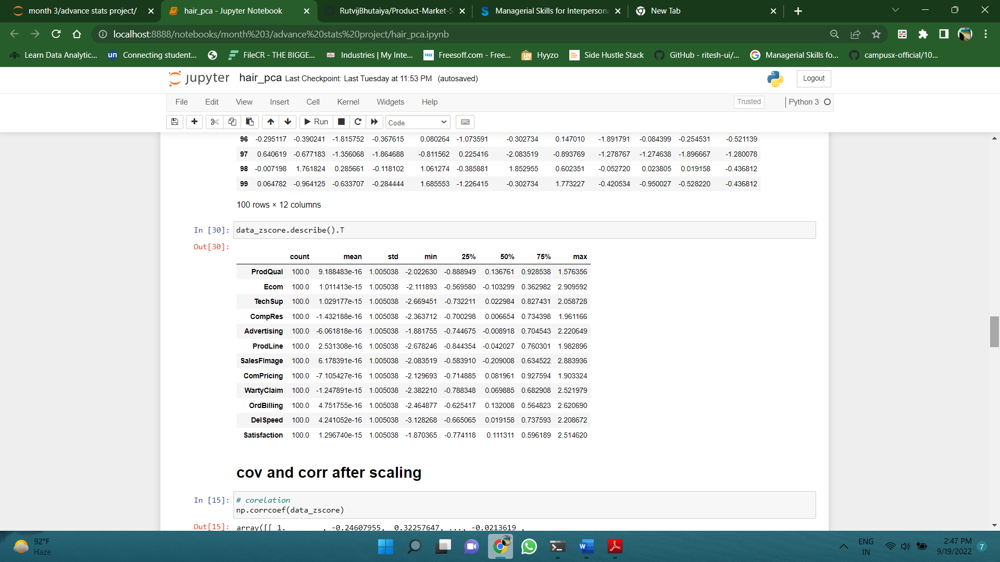 month 3/advance stats project/
hair_pca - Jupyter Notebook
RutvijBhutaiya/Product-Market-S
Managerial Skills for Interperson
New Tab
localhost:8888/notebooks/month%203/advance%20stats%20project/hair_pca.ipynb
Learn Data Analytic... un Connecting student... FileCR - THE BIGGE... Industries | My Inte... FREE Freesoff.com - Free... Hy Hyyzo Side Hustle Stack GitHub - ritesh-ui/... Managerial Skills fo... campusx-official/10...
jupyter hair_pca Last Checkpoint: Last Tuesday at 11:53 PM (autosaved)
Logout
File Edit View Insert Cell Kernel Widgets Help Trusted Python 3
Run Code
96 -0.295117 -0.390241 -1.815752 -0.367615 0.080264 -1.073591 -0.302734 0.147010 -1.891791 -0.084399 -0.254531 -0.521139
97 0.640619 -0.677183 -1.356068 -1.864688 -0.811562 0.225416 -2.083519 -0.893769 -1.278767 -1.274638 -1.896667 -1.280078
98 -0.007198 1.761824 0.285661 -0.118102 1.061274 -0.385881 1.852955 0.602351 -0.052720 0.023805 0.019158 -0.436812
99 0.064782 -0.964125 -0.633707 -0.284444 1.685553 -1.226415 -0.302734 1.773227 -0.420534 -0.950027 -0.528220 -0.436812
100 rows × 12 columns
In [30]: data_zscore.describe().T
Out[30]:
count mean std min 25% 50% 75% max
ProdQual 100.0 9.188483e-16 1.005038 -2.022630 -0.888949 0.136761 0.928538 1.576356
Ecom 100.0 1.011413e-15 1.005038 -2.111893 -0.569580 -0.103299 0.362982 2.909592
TechSup 100.0 1.029177e-15 1.005038 -2.669451 -0.732211 0.022984 0.827431 2.058728
CompRes 100.0 -1.432188e-16 1.005038 -2.363712 -0.700298 0.006654 0.734398 1.961166
Advertising 100.0 -6.061818e-16 1.005038 -1.881755 -0.744675 -0.008918 0.704543 2.220649
ProdLine 100.0 2.531308e-16 1.005038 -2.678246 -0.844354 -0.042027 0.760301 1.982896
SalesFImage 100.0 6.178391e-16 1.005038 -2.083519 -0.583910 -0.209008 0.634522 2.883936
ComPricing 100.0 -7.105427e-16 1.005038 -2.129693 -0.714885 0.081961 0.927594 1.903324
WartyClaim 100.0 -1.247891e-15 1.005038 -2.382210 -0.788348 0.069885 0.682908 2.521979
OrdBilling 100.0 4.751755e-16 1.005038 -2.464877 -0.625417 0.132008 0.564823 2.620690
DelSpeed 100.0 4.241052e-16 1.005038 -3.128268 -0.665065 0.019158 0.737593 2.208672
Satisfaction 100.0 1.296740e-15 1.005038 -1.870365 -0.774118 0.111311 0.596189 2.514620
cov and corr after scaling
In [15]: # corelation
np.corrcoef(data_zscore)
Out[15]: array([[ 1. , -0.24607955, 0.32257647, ..., -0.0213619 ,
92°F
Haze
ENG
IN
2:47 PM
9/19/2022
7